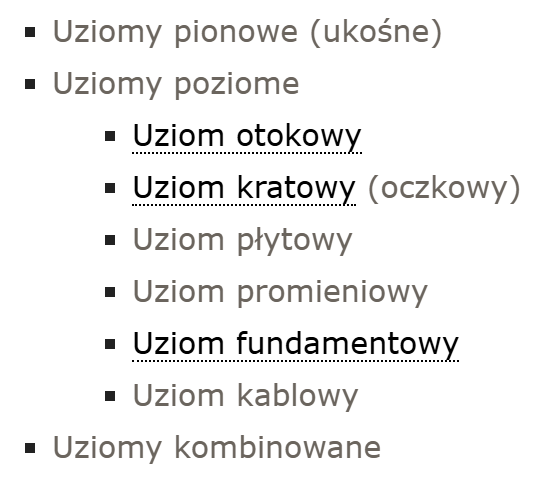 Uziomy pionowe (ukośne)
Uziomy poziome
Uziom otokowy
Uziom kratowy (oczkowy)
Uziom płytowy
Uziom promieniowy
Uziom fundamentowy
Uziom kablowy
Uziomy kombinowane